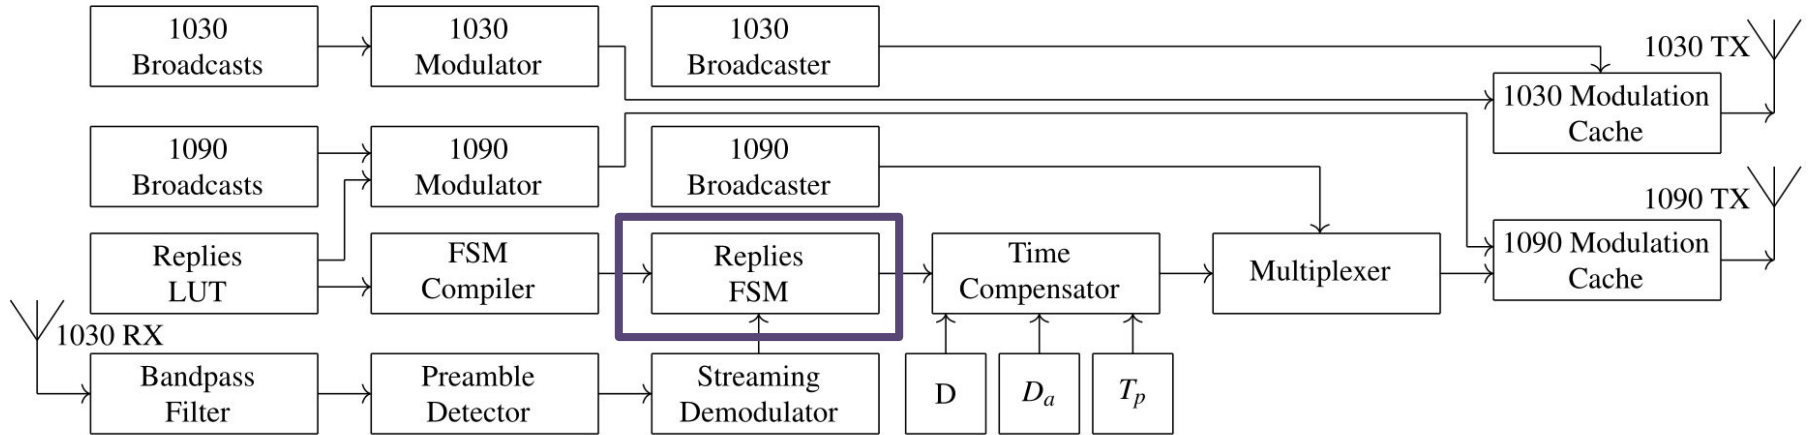 1030
Broadcasts
1030
Modulator
1030
Broadcaster
1030 TX
1030 Modulation
Cache
1090
Broadcasts
1090
Modulator
1090
Broadcaster
1090 TX
1090 Modulation
Cache
Replies
LUT
FSM
Compiler
Replies
FSM
Time
Compensator
Multiplexer
1030 RX
Bandpass
Filter
Preamble
Detector
Streaming
Demodulator
D
Dₐ
Tₚ